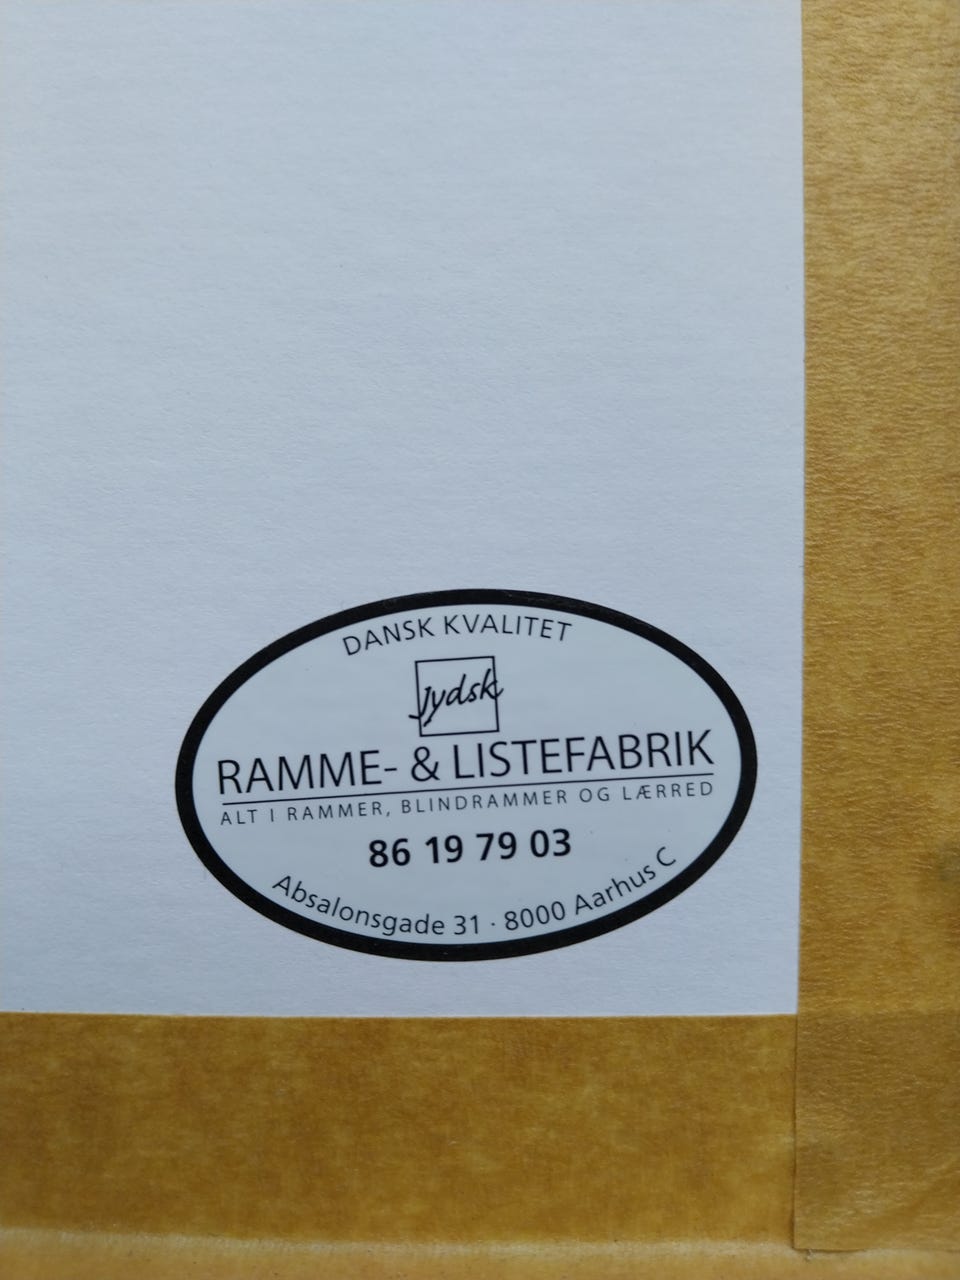 DANSK KVALITET
Jydsk
RAMME- & LISTEFABRIK
ALT I RAMMER, BLINDRAMMER OG LÆRRED
86 19 79 03
Absalonsgade 31 · 8000 Aarhus C